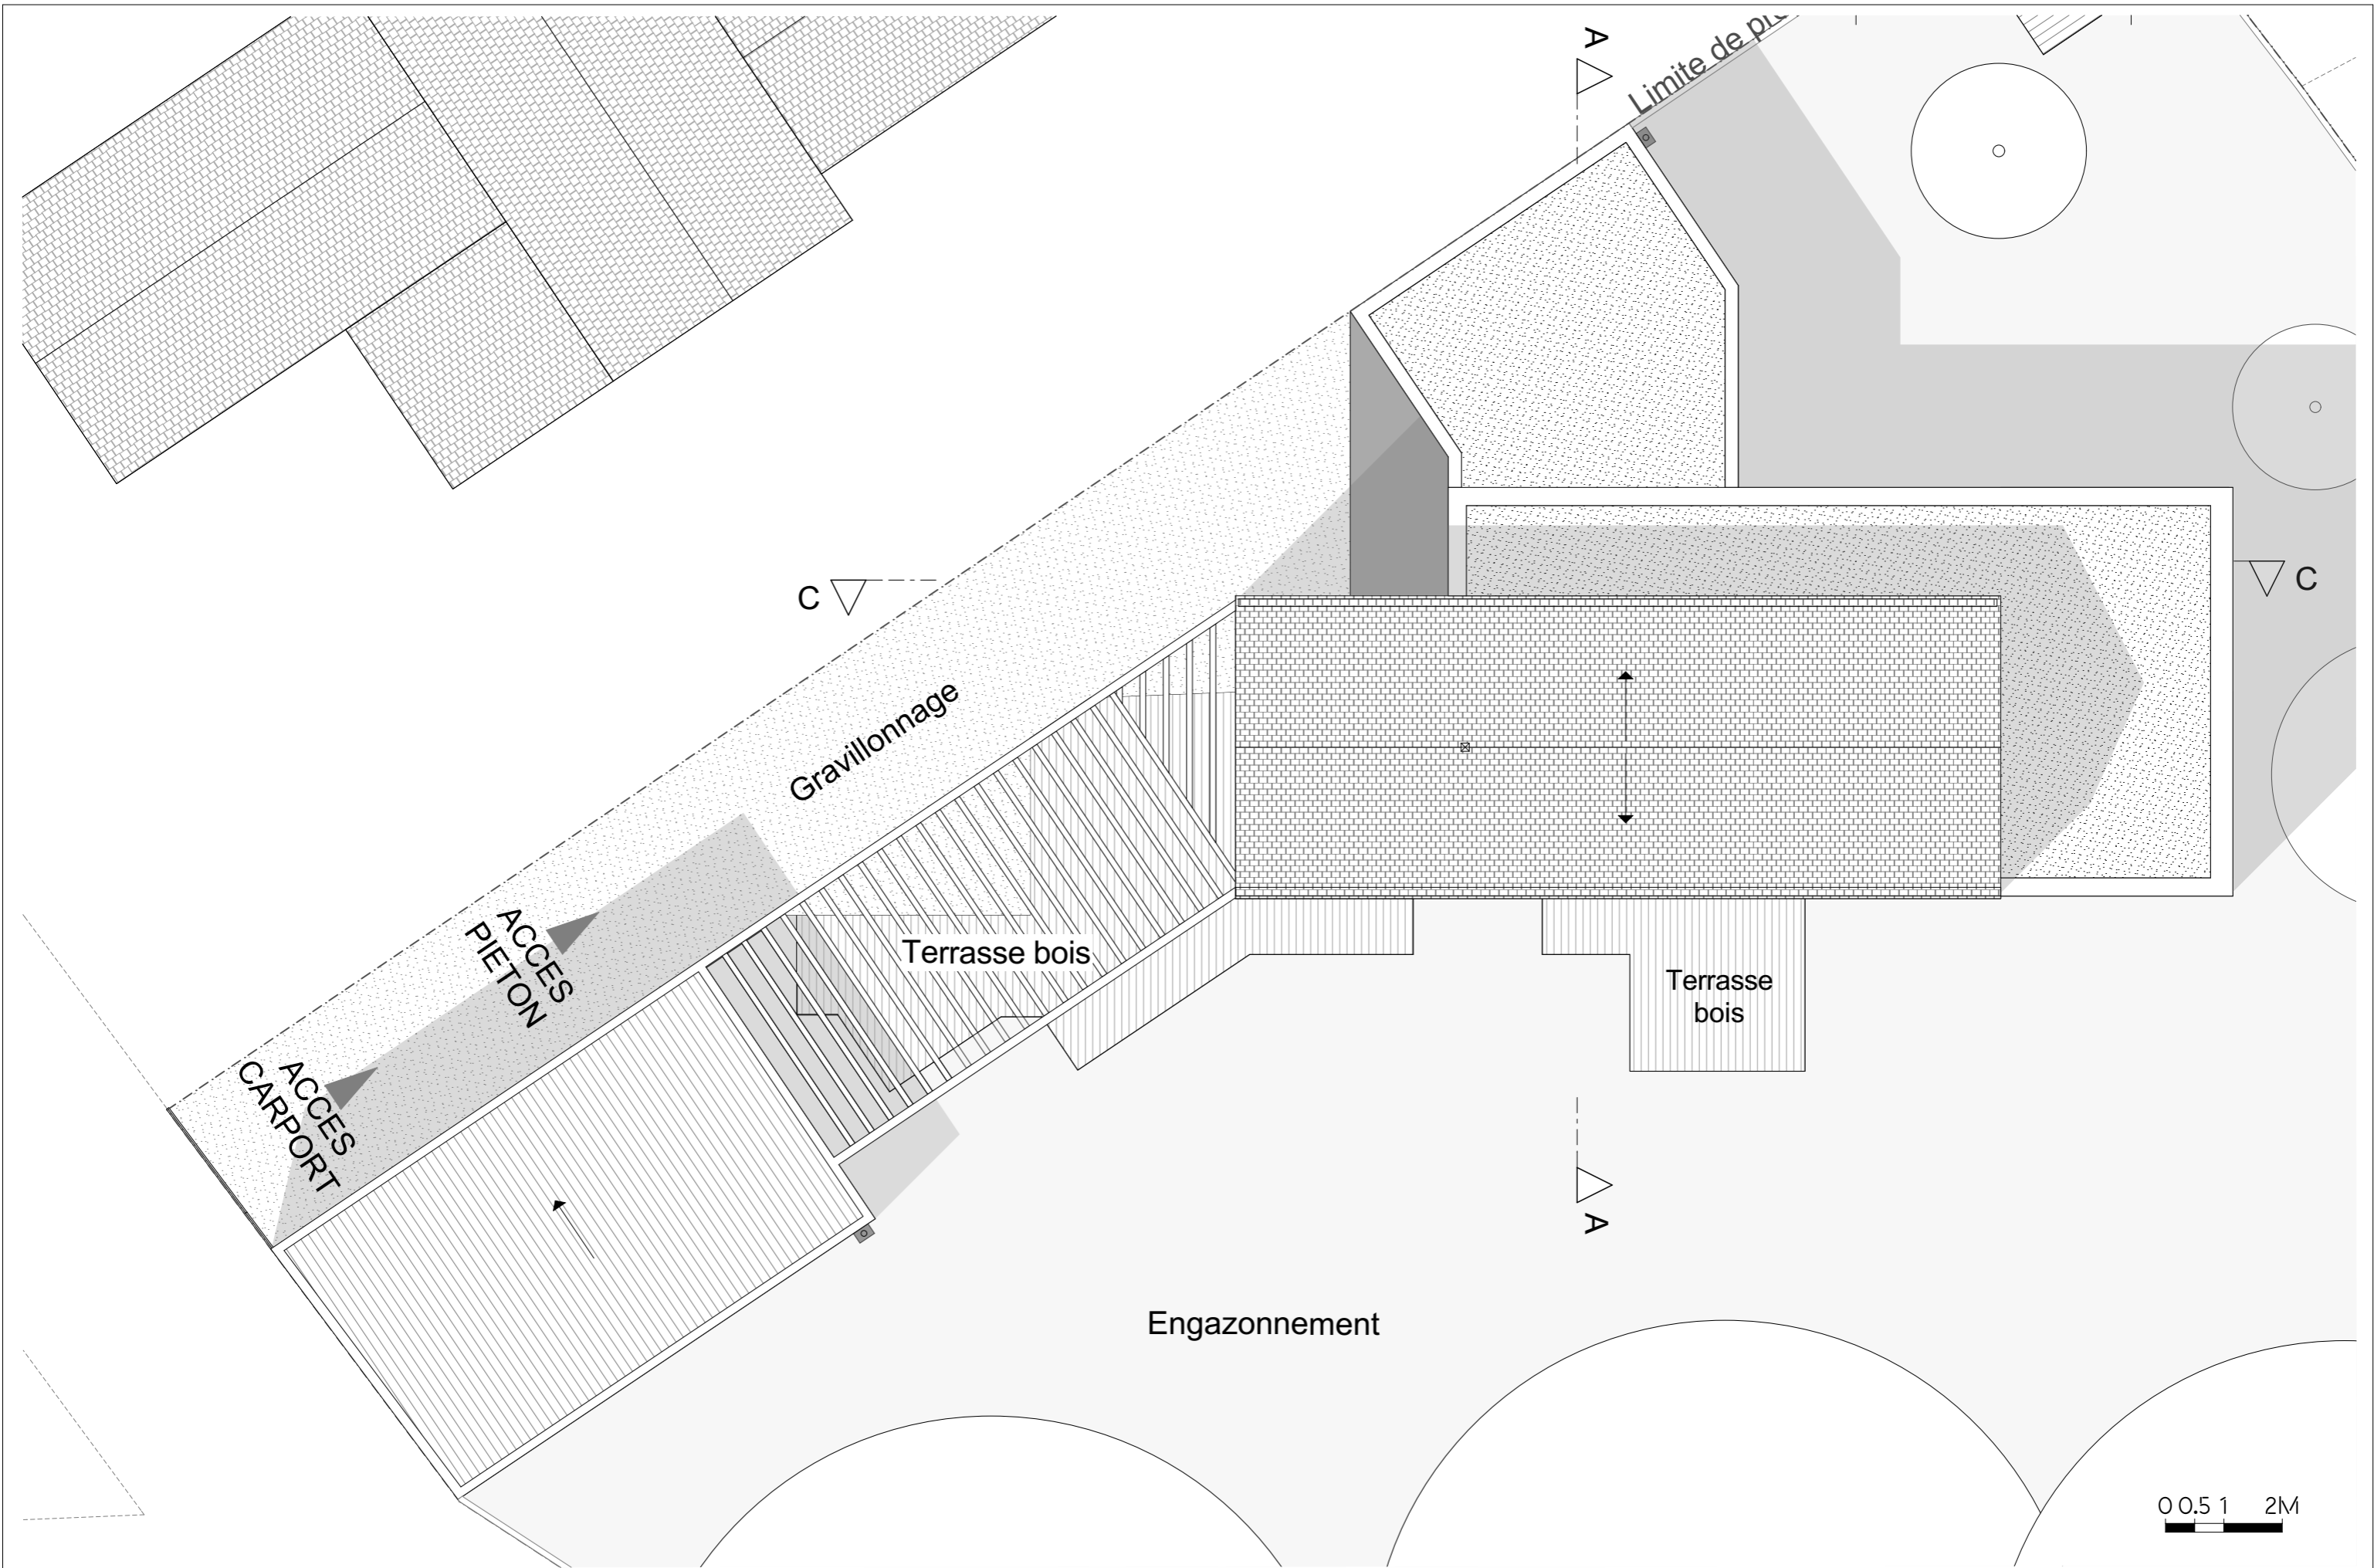 A
Limite de
C
C
Gravillonnage
ACCES
PIETON
Terrasse bois
Terrasse
bois
ACCES
CARPORT
A
Engazonnement
0 0.5 1 2M